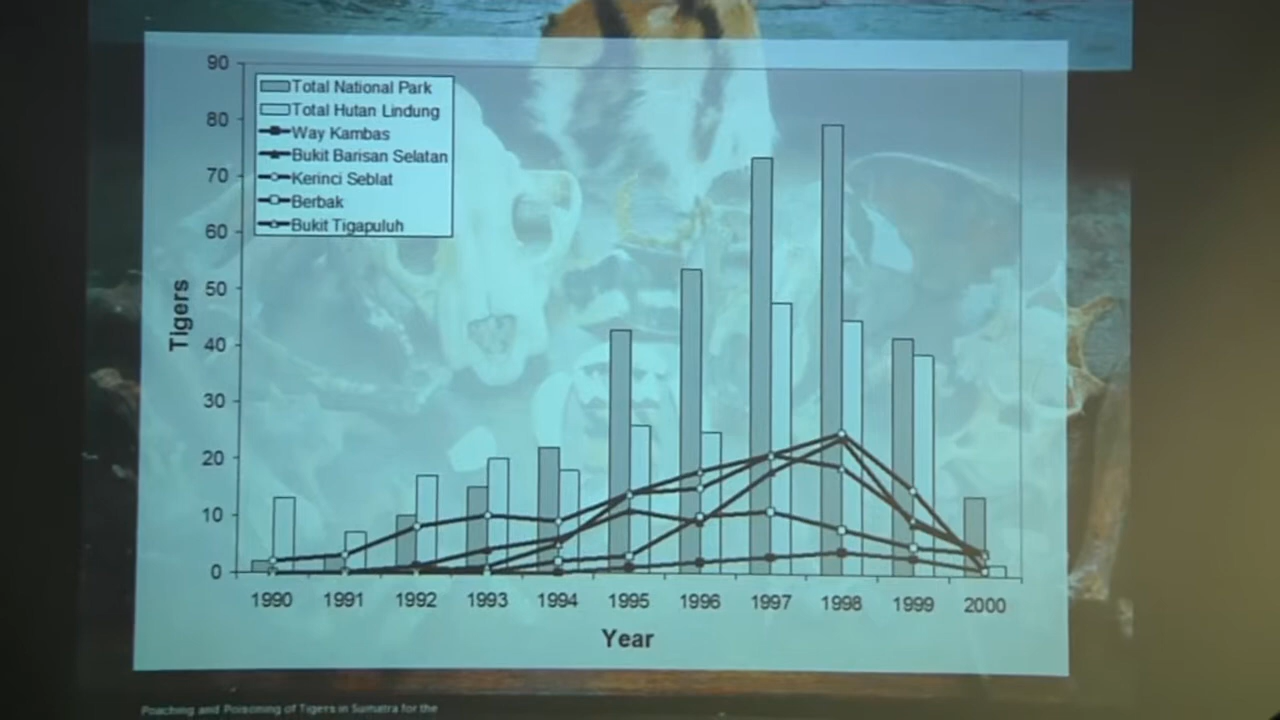 90
80
70
60
50
40
30
20
10
0
Tigers
Total National Park
Total Hutan Lindung
Way Kambas
Bukit Barisan Selatan
Kerinci Seblat
Berbak
Bukit Tigapuluh
1990 1991 1992 1993 1994 1995 1996 1997 1998 1999 2000
Year
Poaching and Poisoning of Tigers in Sumatra for the